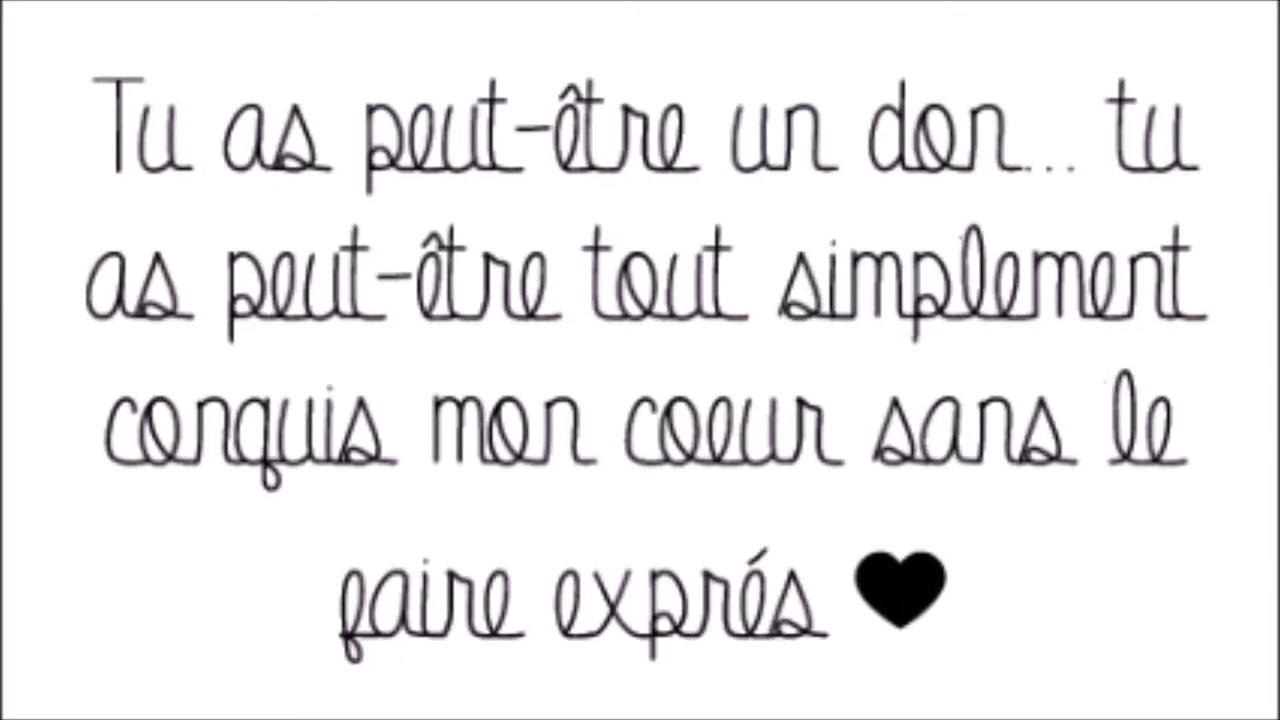 Tu as peut-être un don... tu
as peut-être tout simplement
conquis mon coeur sans le
faire exprés ♥